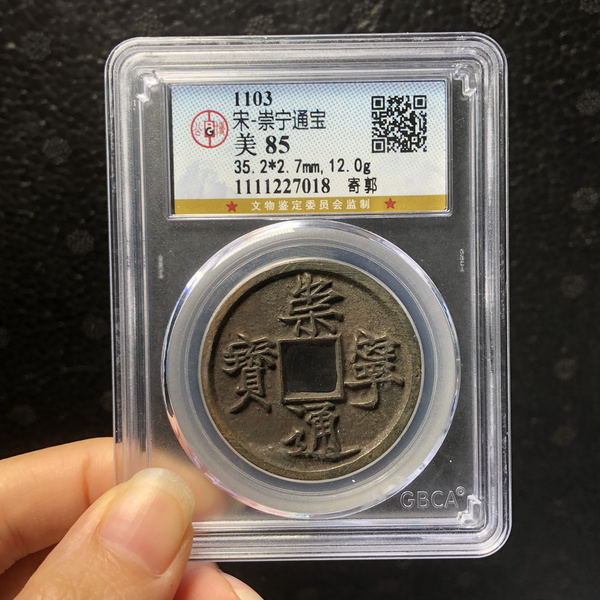 1103
宋-崇宁通宝
美 85
35.2*2.7mm, 12.0g
1111227018 寄郭
★ 文物鉴定委员会监制 ★
崇
寶 寧
通
GBCA®